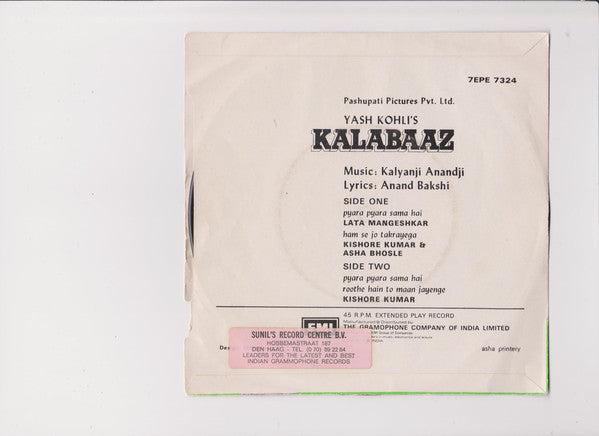 7EPE 7324
Pashupati Pictures Pvt. Ltd.
YASH KOHLI'S
KALABAAZ
Music: Kalyanji Anandji
Lyrics: Anand Bakshi
SIDE ONE
pyara pyara sama hai
LATA MANGESHKAR
ham se jo takrayega
KISHORE KUMAR &
ASHA BHOSLE
SIDE TWO
pyara pyara sama hai
roothe hain to maan jayenge
KISHORE KUMAR
45 R.P.M. EXTENDED PLAY RECORD
Manufactured & Distributed by
EMI THE GRAMOPHONE COMPANY OF INDIA LIMITED
SUNIL'S RECORD CENTRE B.V.
HOBBEMASTRAAT 187
DEN HAAG - TEL. (0 70) 89 22 64
LEADERS FOR THE LATEST AND BEST
INDIAN GRAMMOPHONE RECORDS
asha printery